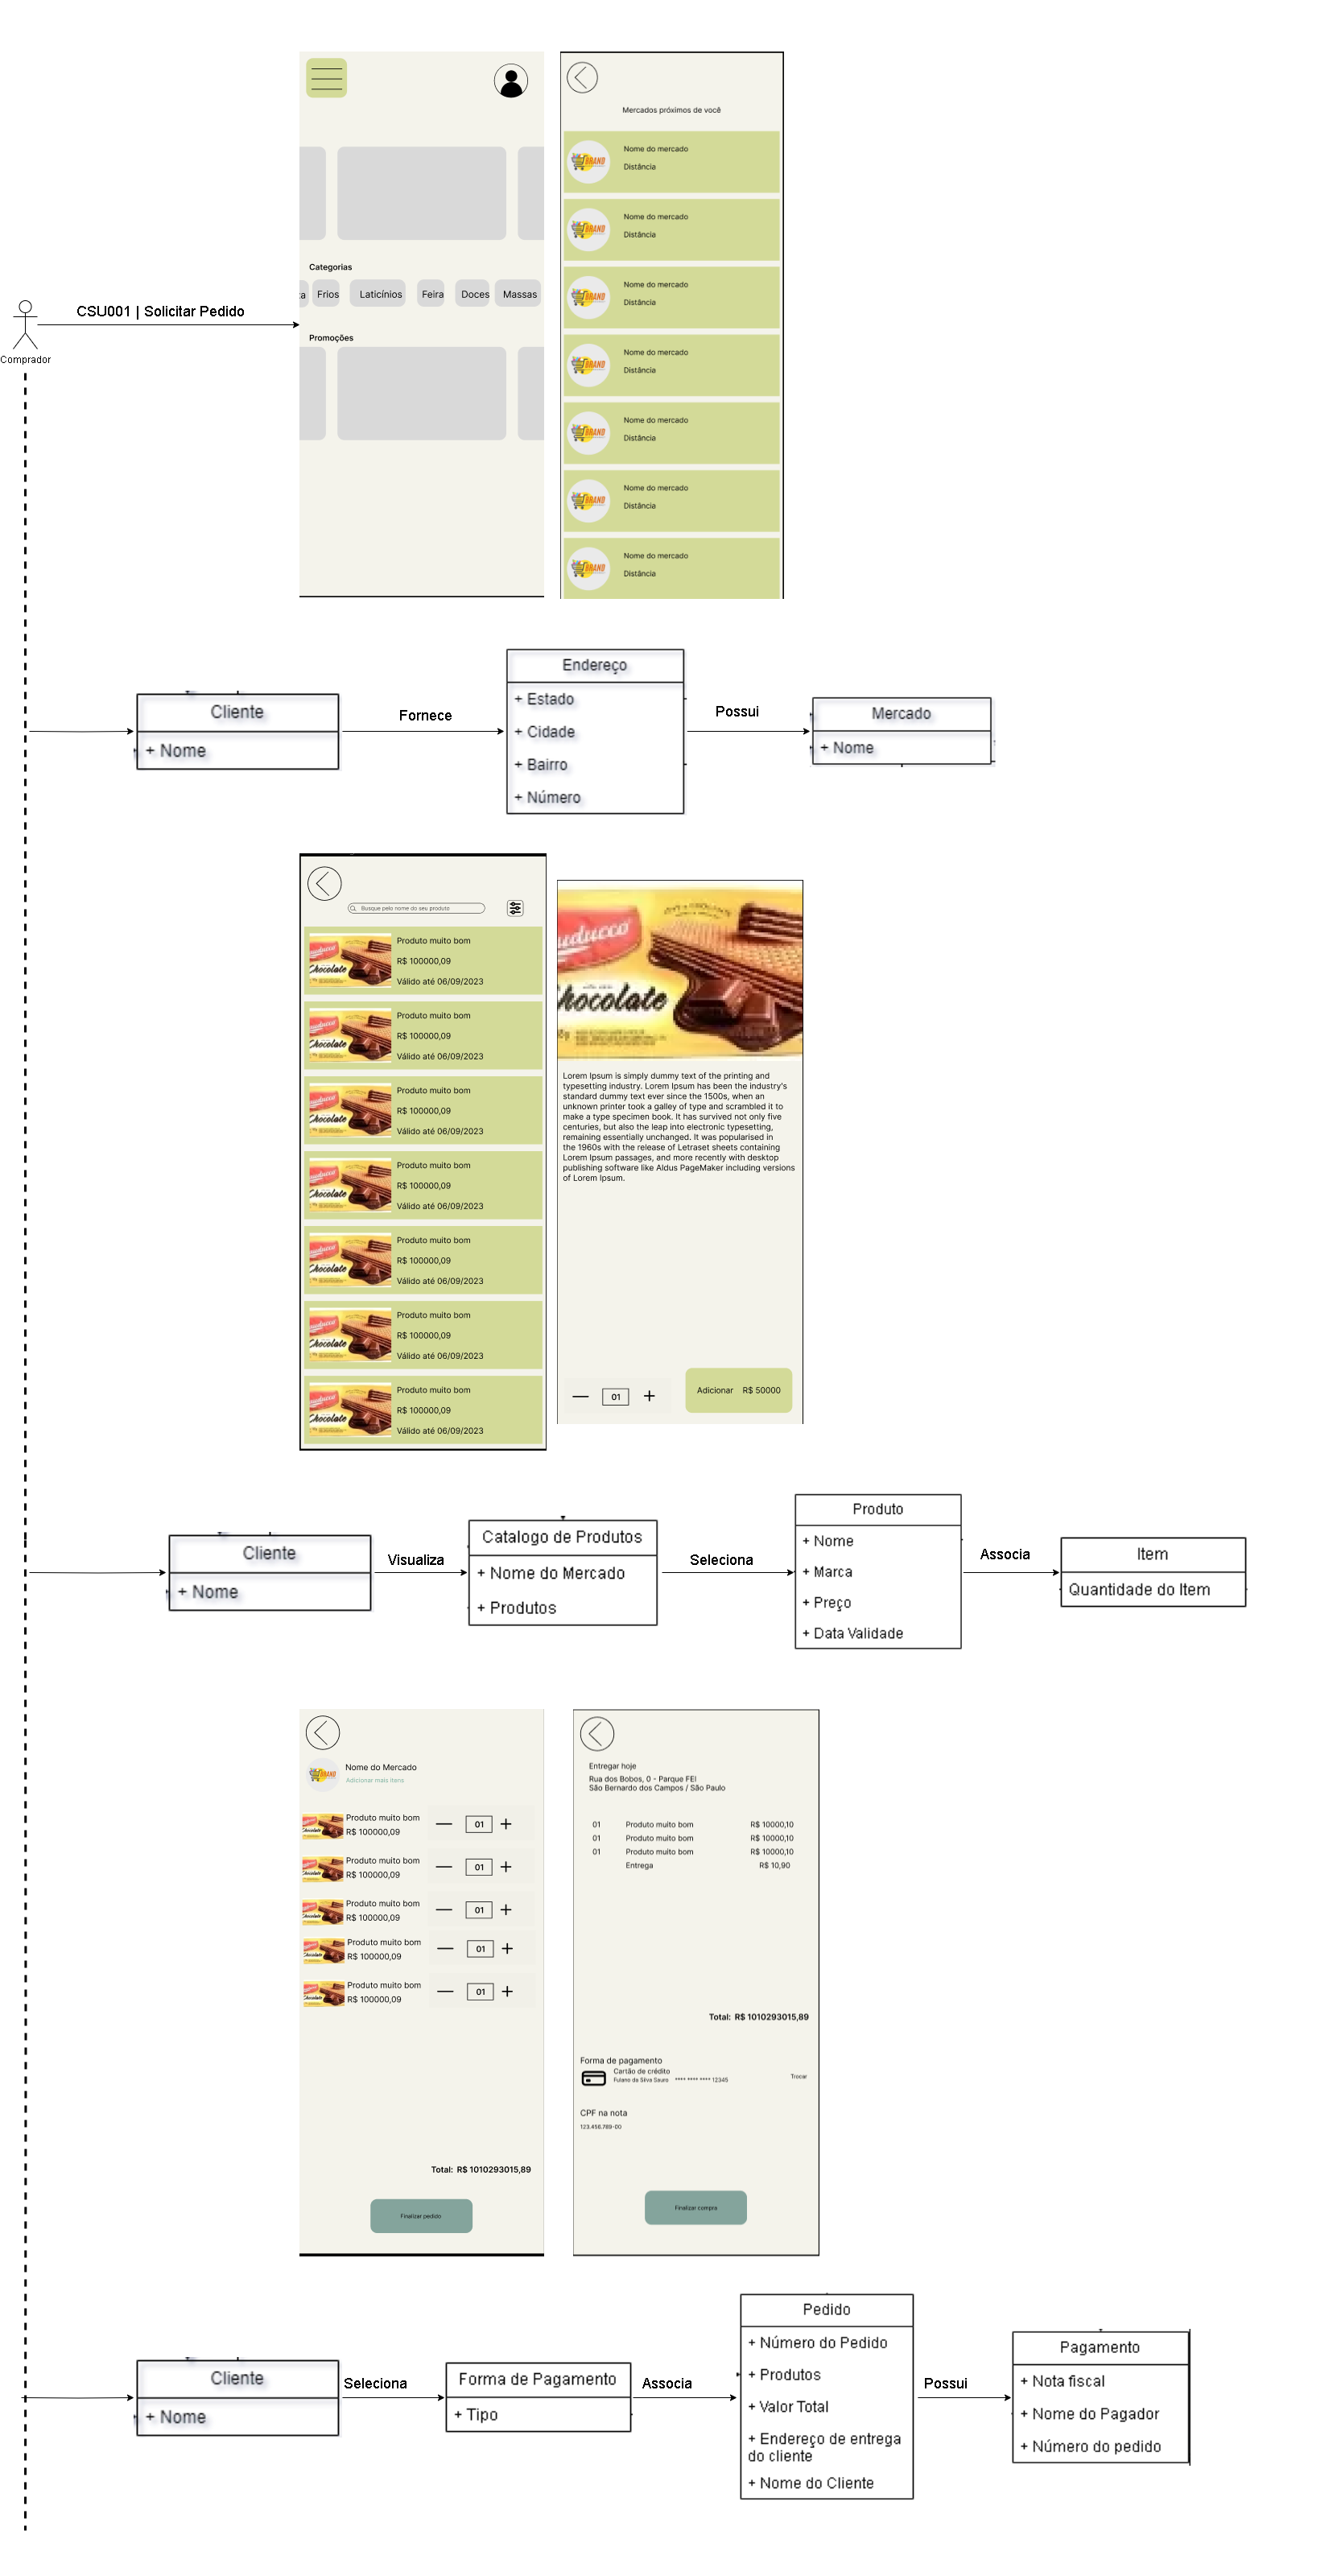 CSU001 | Solicitar Pedido
Comprador
Categorias
Frios
Laticínios
Feira
Doces
Massas
Promoções
Mercados próximos de você
BRAND
Nome do mercado
Distância
BRAND
Nome do mercado
Distância
BRAND
Nome do mercado
Distância
BRAND
Nome do mercado
Distância
BRAND
Nome do mercado
Distância
BRAND
Nome do mercado
Distância
BRAND
Nome do mercado
Distância
Cliente
+ Nome
Fornece
Endereço
+ Estado
+ Cidade
+ Bairro
+ Número
Possui
Mercado
+ Nome
Busque pelo nome do seu produto
Chocolate
Produto muito bom
R$ 100000,09
Válido até 06/09/2023
Chocolate
Produto muito bom
R$ 100000,09
Válido até 06/09/2023
Chocolate
Produto muito bom
R$ 100000,09
Válido até 06/09/2023
Chocolate
Produto muito bom
R$ 100000,09
Válido até 06/09/2023
Chocolate
Produto muito bom
R$ 100000,09
Válido até 06/09/2023
Chocolate
Produto muito bom
R$ 100000,09
Válido até 06/09/2023
Chocolate
Produto muito bom
R$ 100000,09
Válido até 06/09/2023
uducco
hocolate
Lorem Ipsum is simply dummy text of the printing and
typesetting industry. Lorem Ipsum has been the industry's
standard dummy text ever since the 1500s, when an
unknown printer took a galley of type and scrambled it to
make a type specimen book. It has survived not only five
centuries, but also the leap into electronic typesetting,
remaining essentially unchanged. It was popularised in
the 1960s with the release of Letraset sheets containing
Lorem Ipsum passages, and more recently with desktop
publishing software like Aldus PageMaker including versions
of Lorem Ipsum.
01
Adicionar R$ 50000
Cliente
+ Nome
Visualiza
Catalogo de Produtos
+ Nome do Mercado
+ Produtos
Seleciona
Produto
+ Nome
+ Marca
+ Preço
+ Data Validade
Associa
Item
Quantidade do Item
BRAND
Nome do Mercado
Adicionar mais itens
Produto muito bom
R$ 100000,09
01
Produto muito bom
R$ 100000,09
01
Produto muito bom
R$ 100000,09
01
Produto muito bom
R$ 100000,09
01
Produto muito bom
R$ 100000,09
01
Total: R$ 1010293015,89
Finalizar pedido
Entregar hoje
Rua dos Bobos, 0 - Parque FEI
São Bernardo dos Campos / São Paulo
01 Produto muito bom R$ 10000,10
01 Produto muito bom R$ 10000,10
01 Produto muito bom R$ 10000,10
Entrega R$ 10,90
Total: R$ 1010293015,89
Forma de pagamento
Cartão de crédito
Fulano da Silva Sauro **** **** **** 12345
Trocar
CPF na nota
123.456.789-00
Finalizar compra
Cliente
+ Nome
Seleciona
Forma de Pagamento
+ Tipo
Associa
Pedido
+ Número do Pedido
+ Produtos
+ Valor Total
+ Endereço de entrega
do cliente
+ Nome do Cliente
Possui
Pagamento
+ Nota fiscal
+ Nome do Pagador
+ Número do pedido